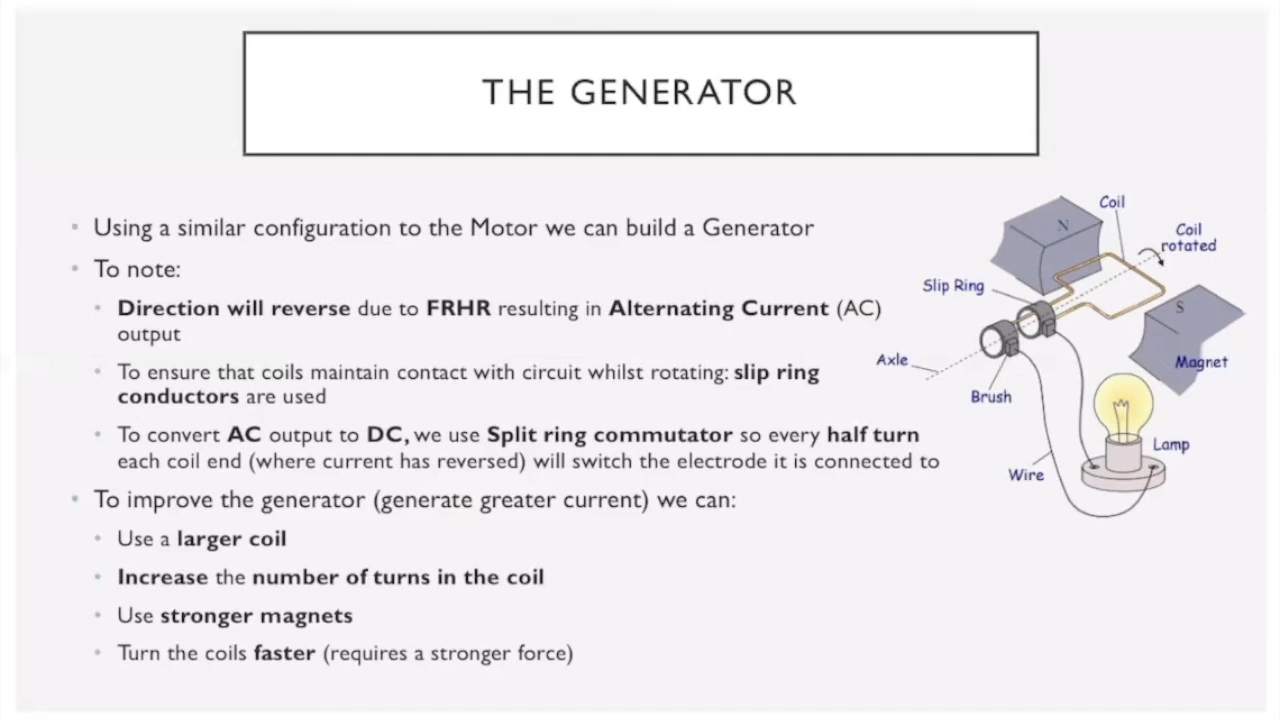 THE GENERATOR
• Using a similar configuration to the Motor we can build a Generator
• To note:
• Direction will reverse due to FRHR resulting in Alternating Current (AC)
output
• To ensure that coils maintain contact with circuit whilst rotating: slip ring
conductors are used
• To convert AC output to DC, we use Split ring commutator so every half turn
each coil end (where current has reversed) will switch the electrode it is connected to
• To improve the generator (generate greater current) we can:
• Use a larger coil
• Increase the number of turns in the coil
• Use stronger magnets
• Turn the coils faster (requires a stronger force)
Coil
N
Coil
rotated
Slip Ring
S
Axle
Magnet
Brush
Lamp
Wire